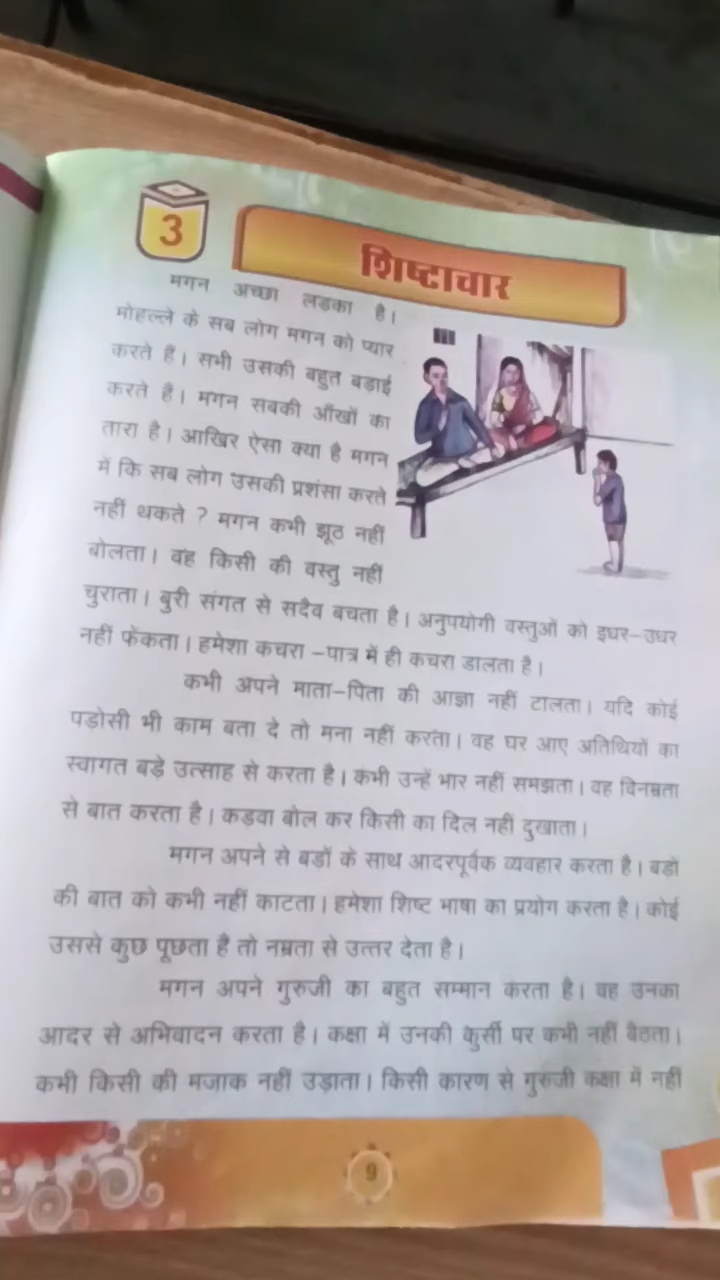 3
शिष्टाचार
मगन अच्छा लड़का है।
मोहल्ले के सब लोग मगन को प्यार
करते हैं। सभी उसकी बहुत बड़ाई
करते हैं। मगन सबकी आँखों का
तारा है। आखिर ऐसा क्या है मगन
में कि सब लोग उसकी प्रशंसा करते
नहीं थकते ? मगन कभी झूठ नहीं
बोलता। वह किसी की वस्तु नहीं
चुराता। बुरी संगत से सदैव बचता है। अनुपयोगी वस्तुओं को इधर-उधर
नहीं फेंकता। हमेशा कचरा -पात्र में ही कचरा डालता है।
कभी अपने माता-पिता की आज्ञा नहीं टालता। यदि कोई
पड़ोसी भी काम बता दे तो मना नहीं करता। वह घर आए अतिथियों का
स्वागत बड़े उत्साह से करता है। कभी उन्हें भार नहीं समझता। वह विनम्रता
से बात करता है। कड़वा बोल कर किसी का दिल नहीं दुखाता।
मगन अपने से बड़ों के साथ आदरपूर्वक व्यवहार करता है। बड़ों
की बात को कभी नहीं काटता। हमेशा शिष्ट भाषा का प्रयोग करता है। कोई
उससे कुछ पूछता है तो नम्रता से उत्तर देता है।
मगन अपने गुरुजी का बहुत सम्मान करता है। वह उनका
आदर से अभिवादन करता है। कक्षा में उनकी कुर्सी पर कभी नहीं बैठता।
कभी किसी की मजाक नहीं उड़ाता। किसी कारण से गुरुजी कक्षा में नहीं
9